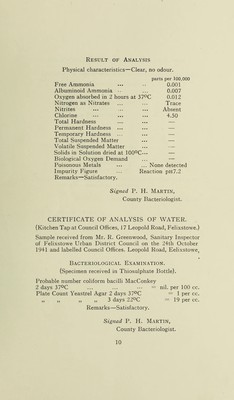 RESULT OF ANALYSIS
Physical characteristics—Clear, no odour.
parts per 100,000
Free Ammonia ... .. 0.001
Albuminoid Ammonia .. ... 0.007
Oxygen absorbed in 2 hours at 37ºC 0.012
Nitrogen as Nitrates ... ... Trace
Nitrites ... ... ... Absent
Chlorine ... ... ... 4.50
Total Hardness ... —
Permanent Hardness ... ... —
Temporary Hardness ... ... —
Total Suspended Matter ... —
Volatile Suspended Matter ... —
Solids in Solution dried at 100ºC... —
Biological Oxygen Demand ... —
Poisonous Metals ... ... None detected
Impurity Figure Reaction pH7.2
Remarks—Satisfactory.
Signed P. H. MARTIN,
County Bacteriologist.
CERTIFICATE OF ANALYSIS OF WATER.
(Kitchen Tap at Council Offices, 17 Leopold Road, Felixstowe.)
Sample received from Mr. R. Greenwood, Sanitary Inspector
of Felixstowe Urban District Council on the 24th October
1941 and labelled Council Offices, Leopold Road, Felixstowe.
BACTERIOLOGICAL EXAMINATION.
(Specimen received in Thiosulphate Bottle).
Probable number coliform bacilli MacConkey
2 days 37ºC ... ... ... = nil. per 100 cc.
Plate Count Yeastrel Agar 2 days 37ºC = 1 per cc.
„ „ „ „ 3 days 22ºC = 19 per cc.
Remarks—Satisfactory.
Signed P. H. MARTIN,
County Bacteriologist.
10